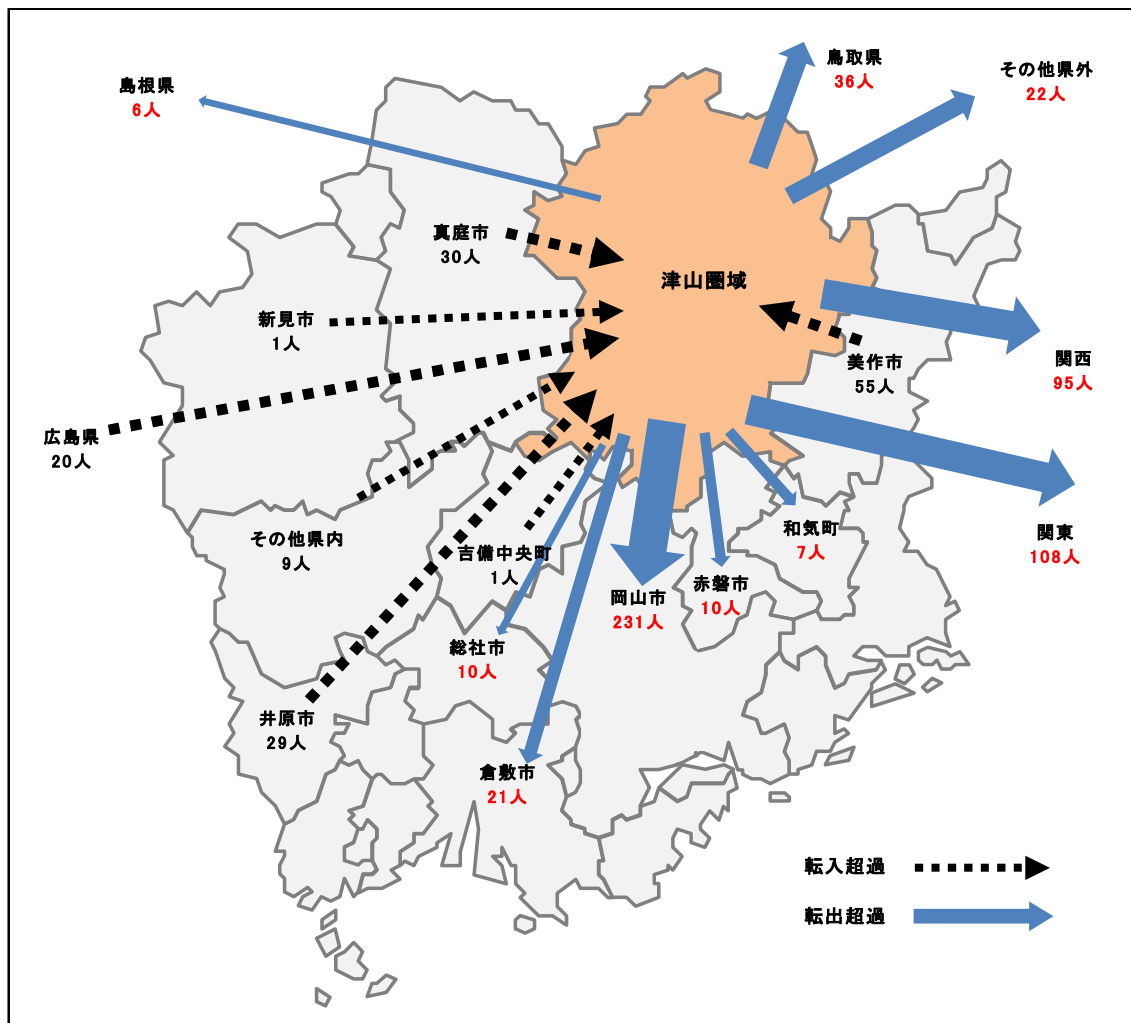 鳥取県
36人
その他県外
22人
島根県
6人
真庭市
30人
津山圏域
新見市
1人
美作市
55人
関西
95人
広島県
20人
その他県内
9人
吉備中央町
1人
和気町
7人
関東
108人
岡山市
231人
赤磐市
10人
総社市
10人
井原市
29人
倉敷市
21人
転入超過
転出超過